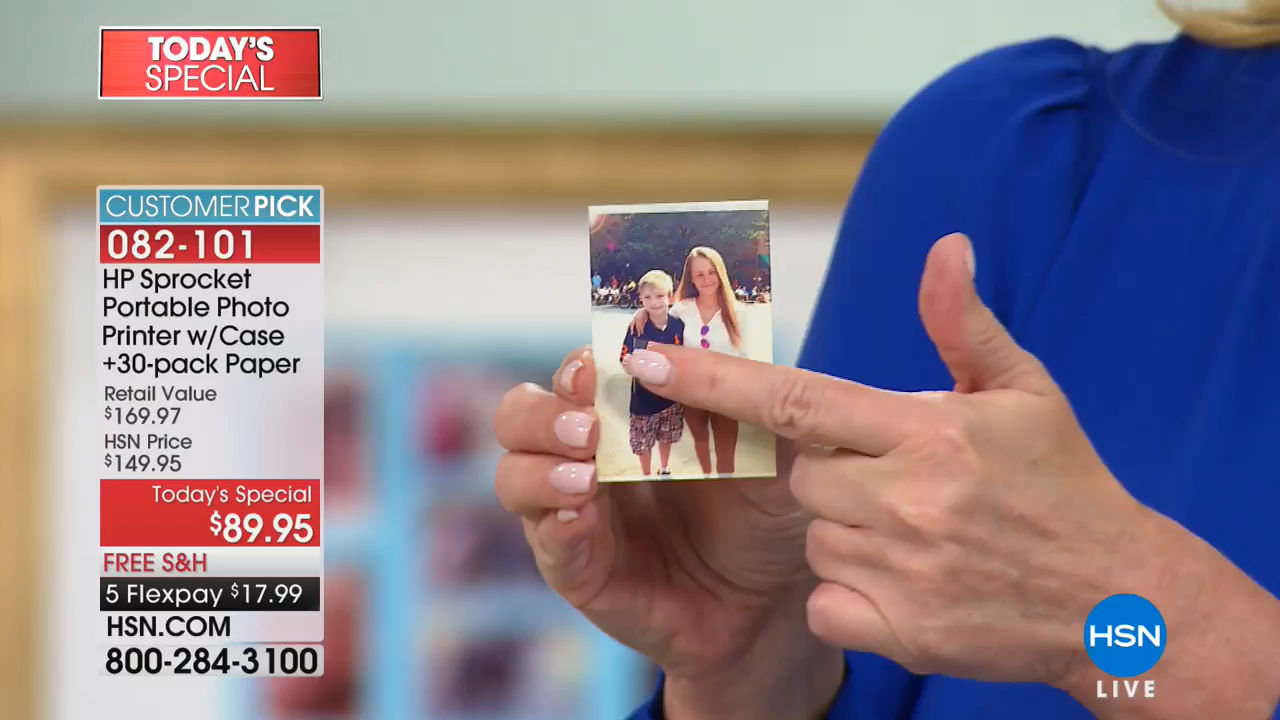 TODAY'S
SPECIAL
CUSTOMER PICK
082-101
HP Sprocket
Portable Photo
Printer w/Case
+30-pack Paper
Retail Value
$169.97
HSN Price
$149.95
Today's Special
$89.95
FREE S&H
5 Flexpay $17.99
HSN.COM
800-284-3100
HSN
LIVE